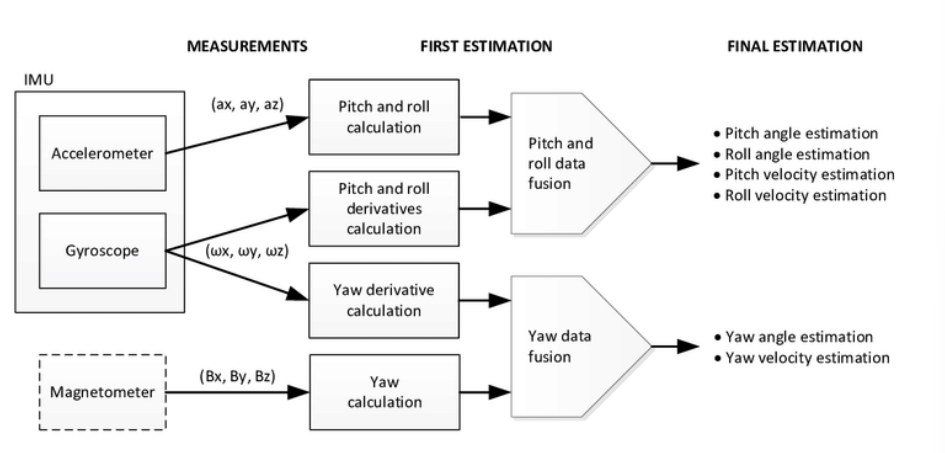 MEASUREMENTS
FIRST ESTIMATION
FINAL ESTIMATION
IMU
Accelerometer
Gyroscope
Magnetometer
(ax, ay, az)
(ωx, ωy, ωz)
(Bx, By, Bz)
Pitch and roll
calculation
Pitch and roll
derivatives
calculation
Yaw derivative
calculation
Yaw
calculation
Pitch and
roll data
fusion
Yaw data
fusion
• Pitch angle estimation
• Roll angle estimation
• Pitch velocity estimation
• Roll velocity estimation
• Yaw angle estimation
• Yaw velocity estimation